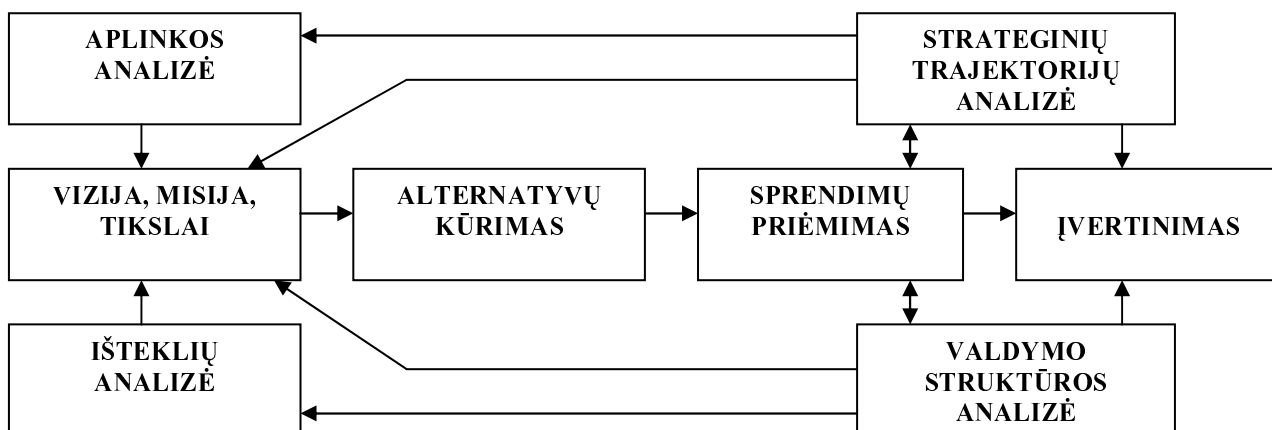 APLINKOS
ANALIZĖ
STRATEGINIŲ
TRAJEKTORIJŲ
ANALIZĖ
VIZIJA, MISIJA,
TIKSLAI
ALTERNATYVŲ
KŪRIMAS
SPRENDIMŲ
PRIĖMIMAS
ĮVERTINIMAS
IŠTEKLIŲ
ANALIZĖ
VALDYMO
STRUKTŪROS
ANALIZĖ